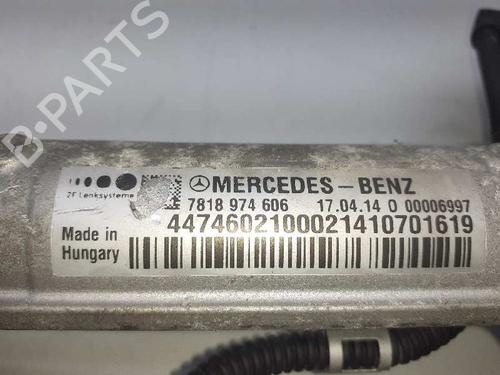 B-PARTS
ZF Lenksysteme
MERCEDES-BENZ
7818 974 606 17.04.14 0 00006997
44746021000021410701619
Made in
Hungary